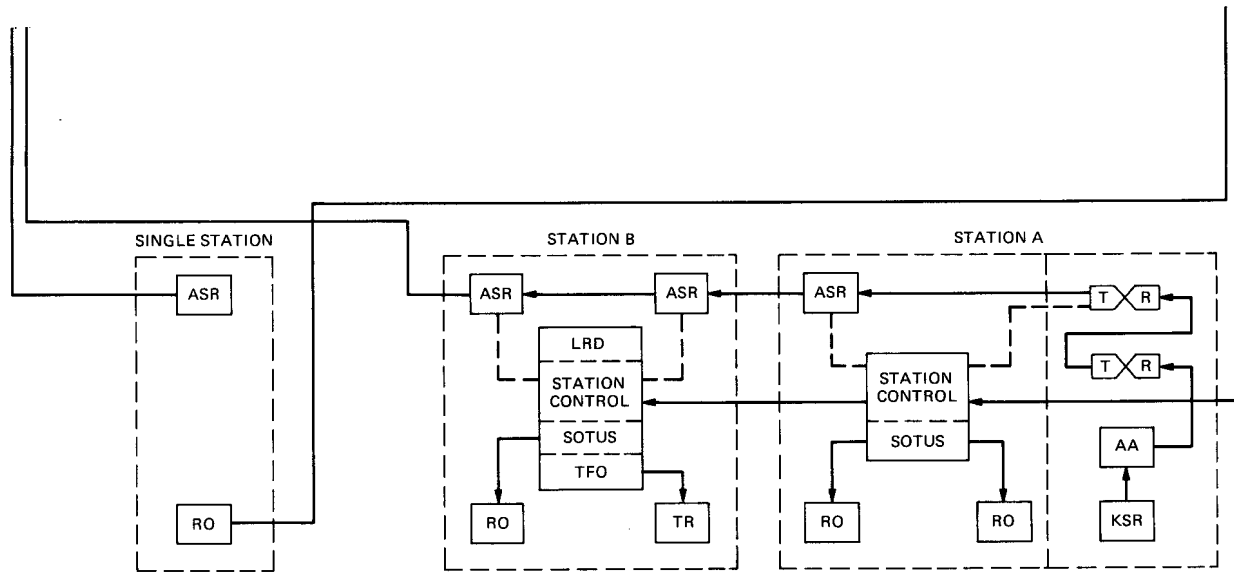 SINGLE STATION
STATION B
STATION A
ASR
ASR
ASR
ASR
T R
LRD
STATION
CONTROL
SOTUS
TFO
STATION
CONTROL
SOTUS
T R
AA
RO
RO
TR
RO
RO
KSR